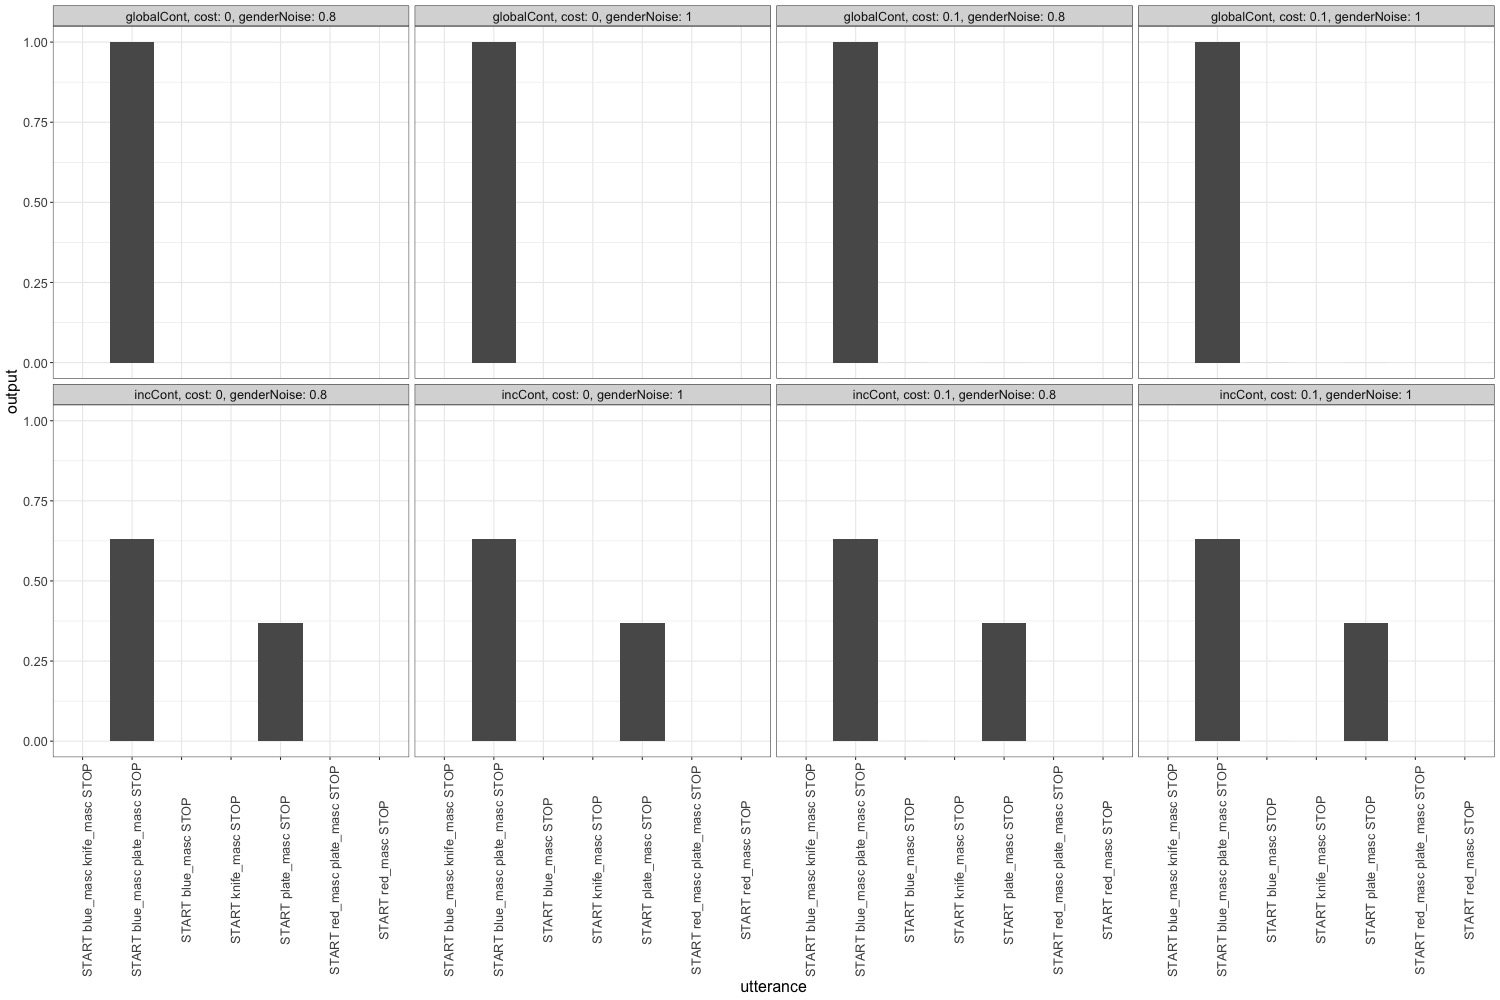 globalCont, cost: 0, genderNoise: 0.8
globalCont, cost: 0, genderNoise: 1
globalCont, cost: 0.1, genderNoise: 0.8
globalCont, cost: 0.1, genderNoise: 1
1.00
0.75
0.50
0.25
0.00
output
incCont, cost: 0, genderNoise: 0.8
incCont, cost: 0, genderNoise: 1
incCont, cost: 0.1, genderNoise: 0.8
incCont, cost: 0.1, genderNoise: 1
1.00
0.75
0.50
0.25
0.00
START blue_masc knife_masc STOP
START blue_masc plate_masc STOP
START blue_masc STOP
START knife_masc STOP
START plate_masc STOP
START red_masc plate_masc STOP
START red_masc STOP
START blue_masc knife_masc STOP
START blue_masc plate_masc STOP
START blue_masc STOP
START knife_masc STOP
START plate_masc STOP
START red_masc plate_masc STOP
START red_masc STOP
START blue_masc knife_masc STOP
START blue_masc plate_masc STOP
START blue_masc STOP
START knife_masc STOP
START plate_masc STOP
START red_masc plate_masc STOP
START red_masc STOP
START blue_masc knife_masc STOP
START blue_masc plate_masc STOP
START blue_masc STOP
START knife_masc STOP
START plate_masc STOP
START red_masc plate_masc STOP
START red_masc STOP
utterance